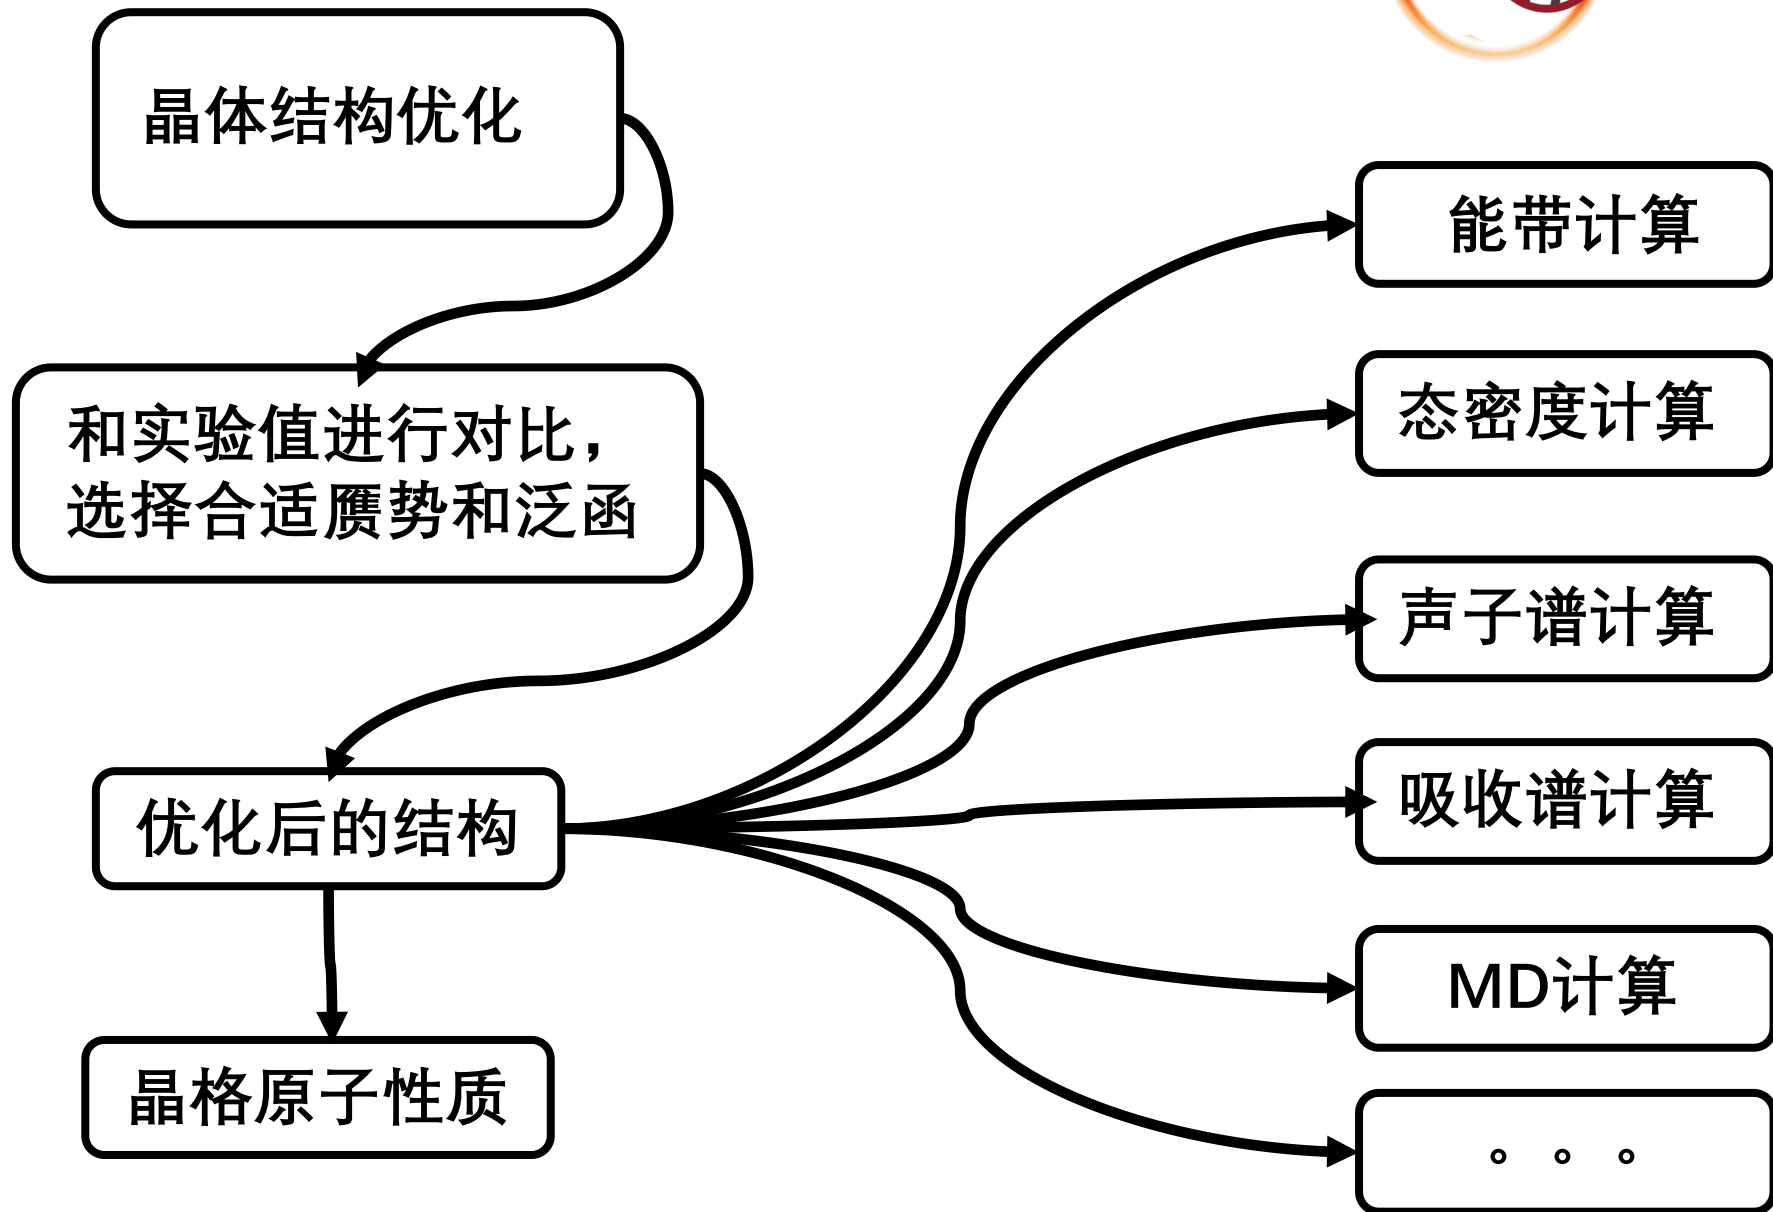 晶体结构优化
和实验值进行对比，
选择合适赝势和泛函
优化后的结构
晶格原子性质
能带计算
态密度计算
声子谱计算
吸收谱计算
MD计算
。。。